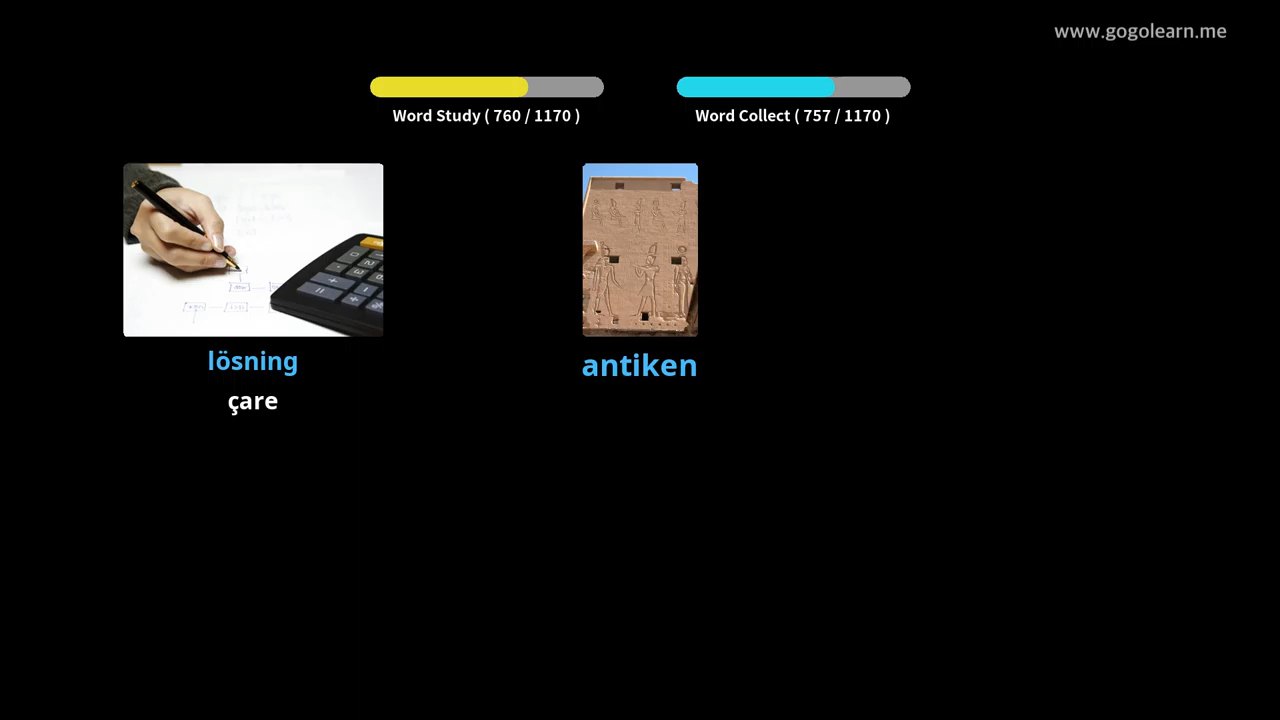 www.gogolearn.me
Word Study ( 760 / 1170 )
Word Collect ( 757 / 1170 )
lösning
çare
antiken